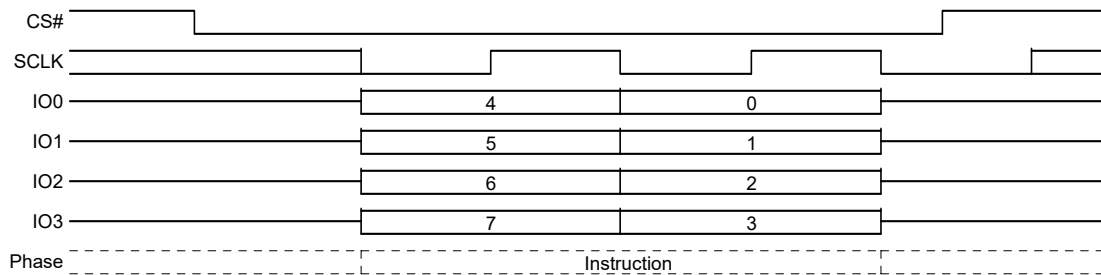 CS#
SCLK
IO0 4 0
IO1 5 1
IO2 6 2
IO3 7 3
Phase Instruction